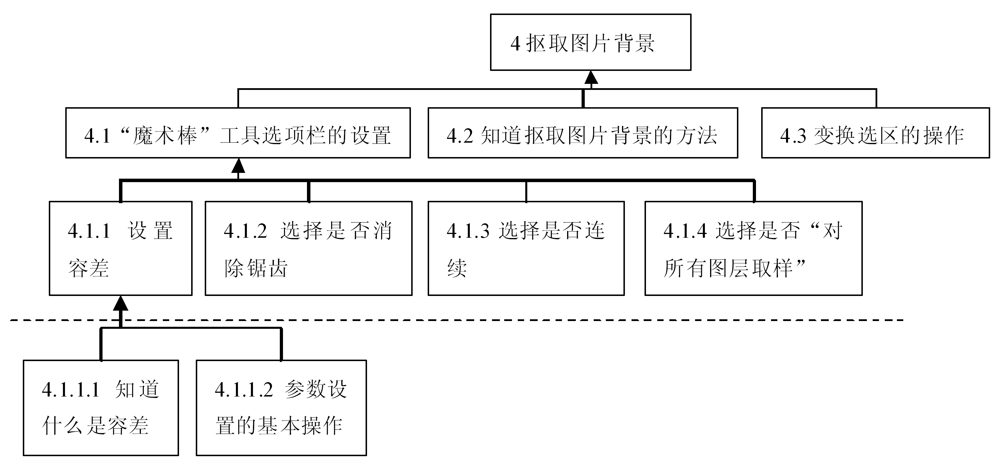 4 抠取图片背景
4.1“魔术棒”工具选项栏的设置
4.2 知道抠取图片背景的方法
4.3 变换选区的操作
4.1.1 设置
容差
4.1.2 选择是否消
除锯齿
4.1.3 选择是否连
续
4.1.4 选择是否“对
所有图层取样”
4.1.1.1 知道
什么是容差
4.1.1.2 参数设
置的基本操作